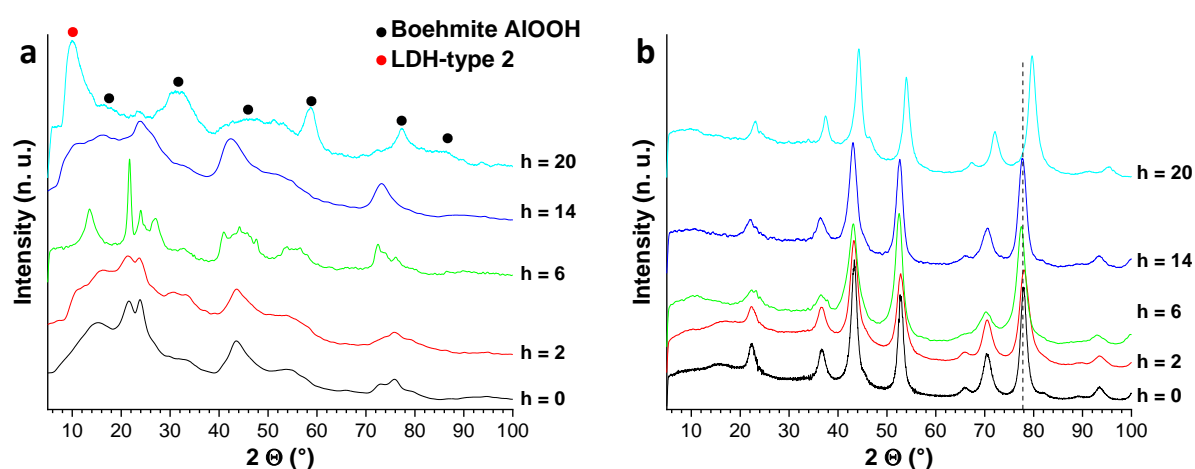 a
Boehmite AlOOH
LDH-type 2
h = 20
h = 14
h = 6
h = 2
h = 0
Intensity (n. u.)
10 20 30 40 50 60 70 80 90 100
2 Θ (°)
b
h = 20
h = 14
h = 6
h = 2
h = 0
Intensity (n. u.)
10 20 30 40 50 60 70 80 90 100
2 Θ (°)